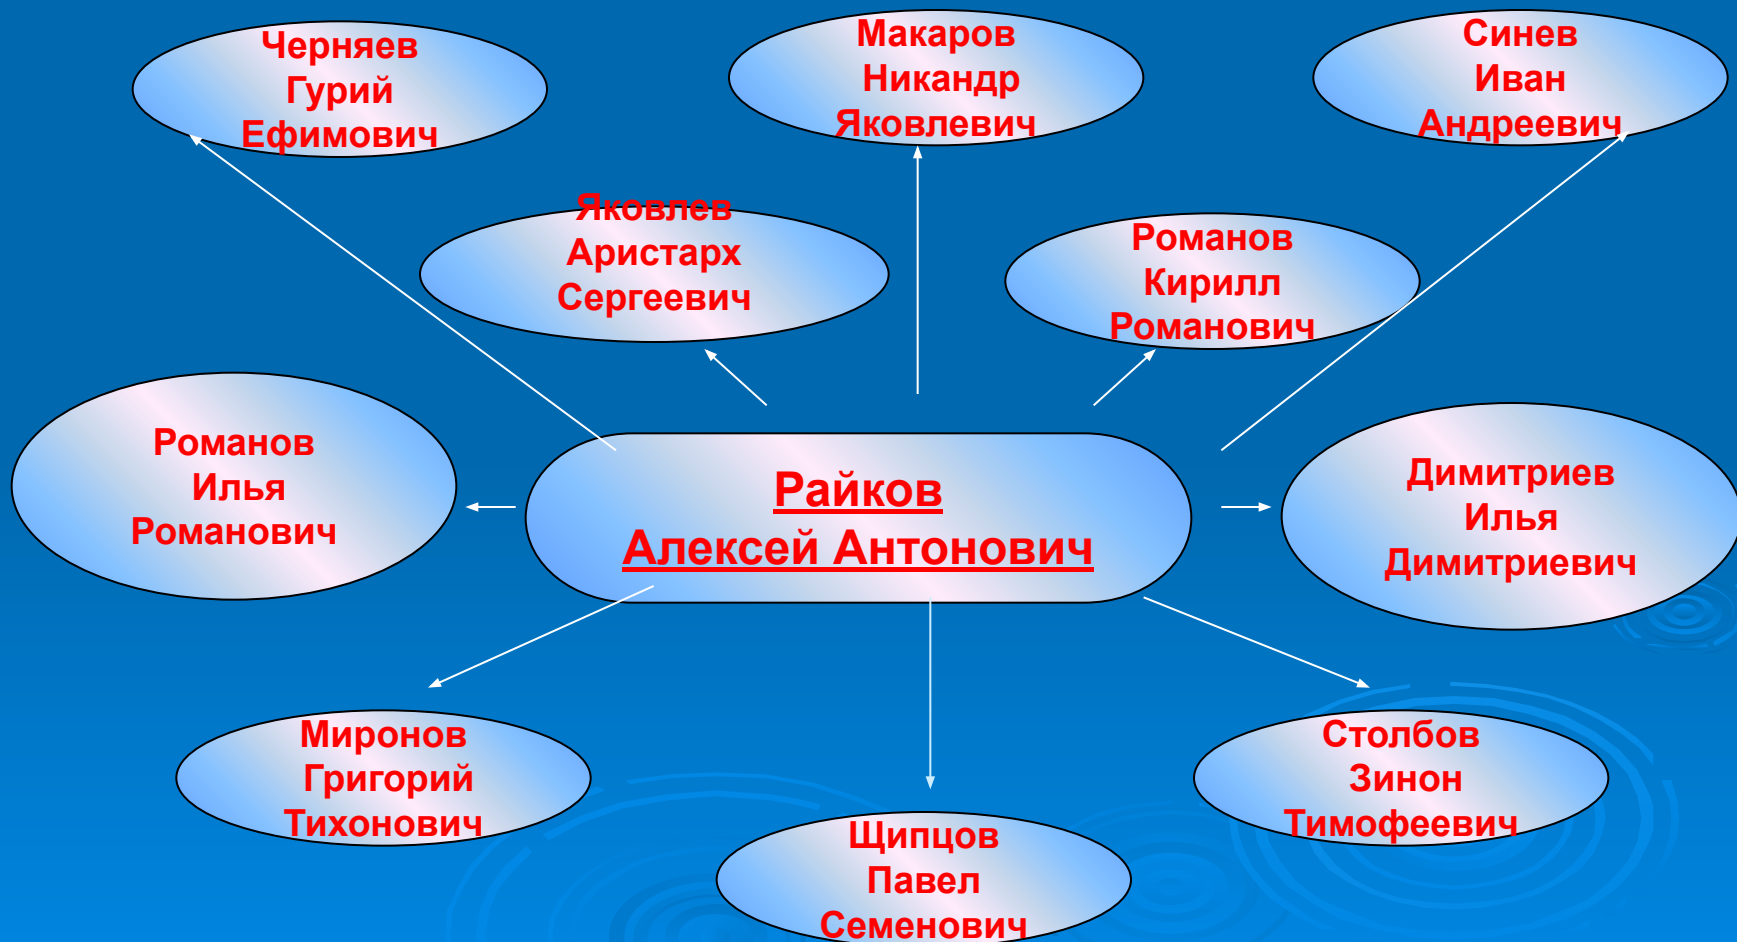 Черняев
Гурий
Ефимович
Макаров
Никандр
Яковлевич
Синев
Иван
Андреевич
Яковлев
Аристарх
Сергеевич
Романов
Кирилл
Романович
Романов
Илья
Романович
Райков
Алексей Антонович
Димитриев
Илья
Димитриевич
Миронов
Григорий
Тихонович
Щипцов
Павел
Семенович
Столбов
Зинон
Тимофеевич